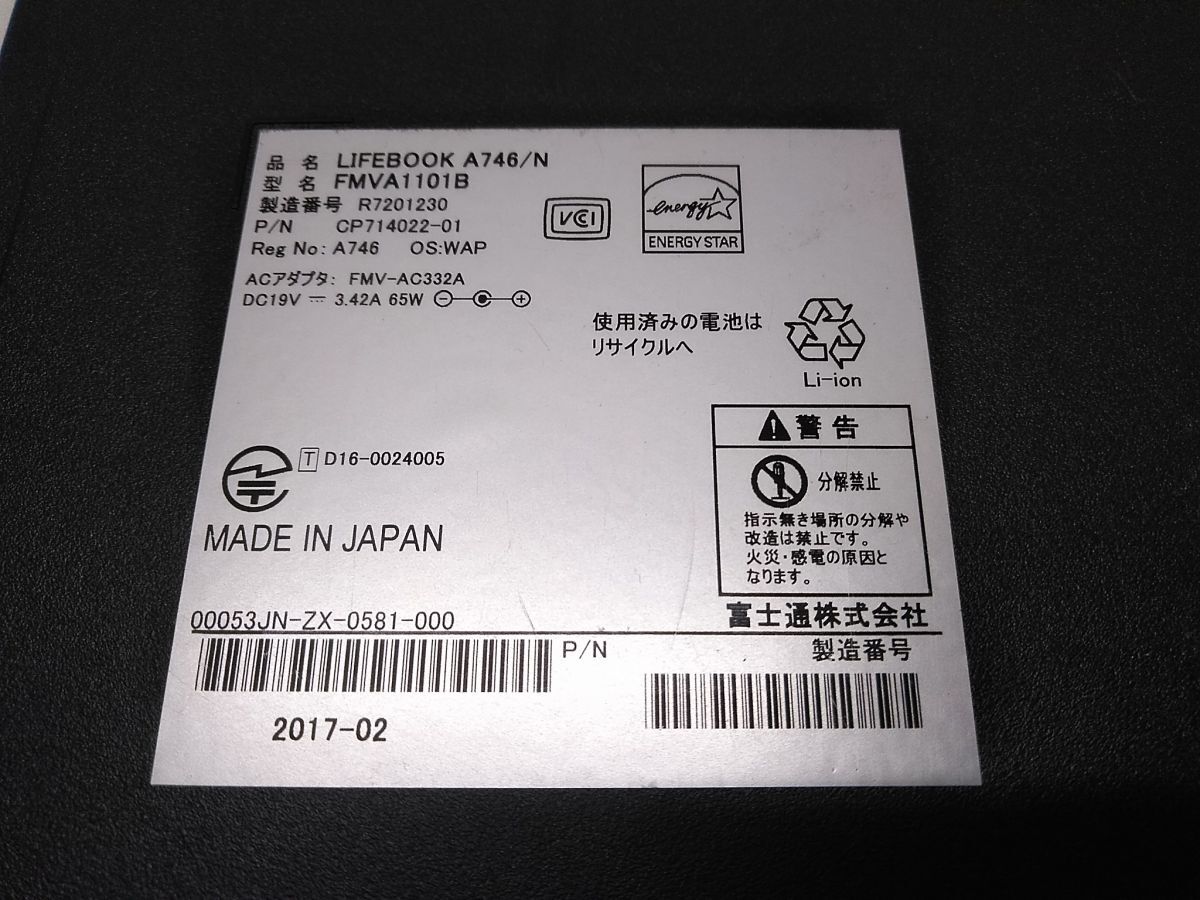 品 名 LIFEBOOK A746/N
型 名 FMVA1101B
製造番号 R7201230
P/N CP714022-01
Reg No: A746 OS:WAP
ACアダプタ: FMV-AC332A
DC19V ⎓ 3.42A 65W
VCI
energy
ENERGY STAR
使用済みの電池は
リサイクルへ
Li-ion
警告
分解禁止
指示無き場所の分解や
改造は禁止です。
火災・感電の原因と
なります。
T D16-0024005
MADE IN JAPAN
富士通株式会社
00053JN-ZX-0581-000
P/N
製造番号
2017-02